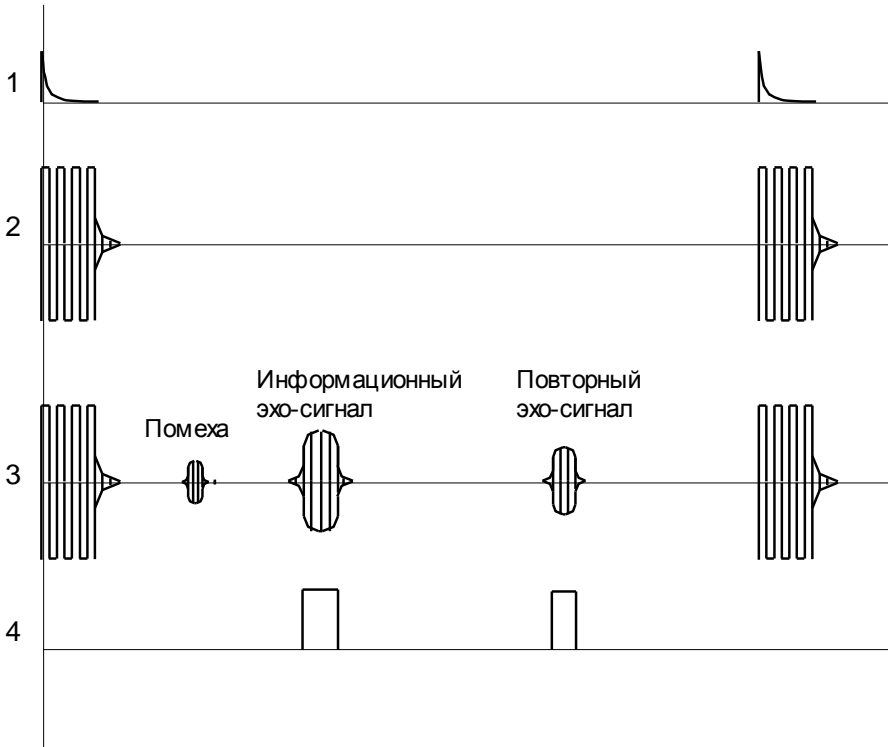 1
2
Информационный
эхо-сигнал
Повторный
эхо-сигнал
Помеха
3
4